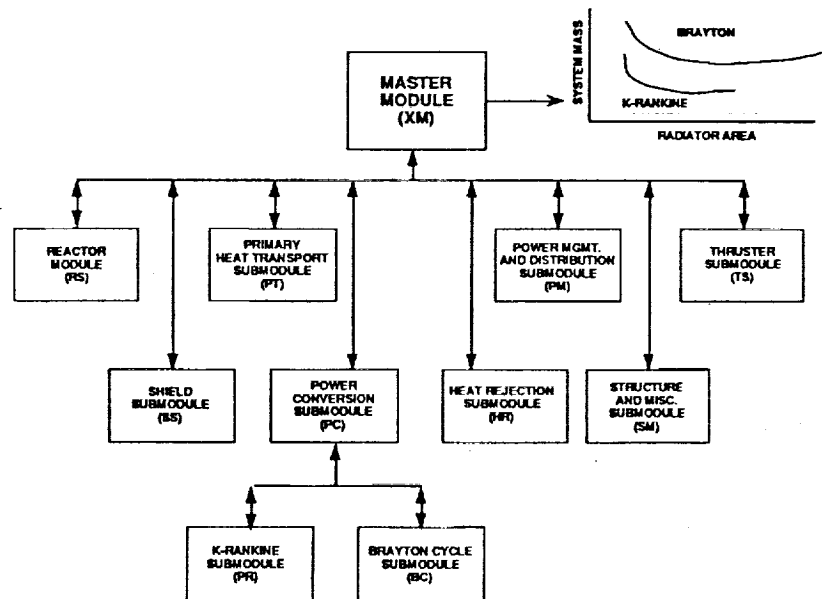 MASTER
MODULE
(XM)
SYSTEM MASS
BRAYTON
K-RANKINE
RADIATOR AREA
REACTOR
MODULE
(RS)
PRIMARY
HEAT TRANSPORT
SUBMODULE
(PT)
POWER MGMT.
AND DISTRIBUTION
SUBMODULE
(PM)
THRUSTER
SUBMODULE
(TS)
SHIELD
SUBMODULE
(SS)
POWER
CONVERSION
SUBMODULE
(PC)
HEAT REJECTION
SUBMODULE
(HR)
STRUCTURE
AND MISC.
SUBMODULE
(SM)
K-RANKINE
SUBMODULE
(PR)
BRAYTON CYCLE
SUBMODULE
(BC)